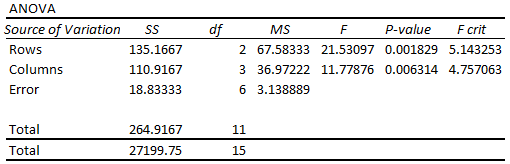 ANOVA
Source of Variation SS df MS F P-value F crit
Rows 135.1667 2 67.58333 21.53097 0.001829 5.143253
Columns 110.9167 3 36.97222 11.77876 0.006314 4.757063
Error 18.83333 6 3.138889
Total 264.9167 11
Total 27199.75 15